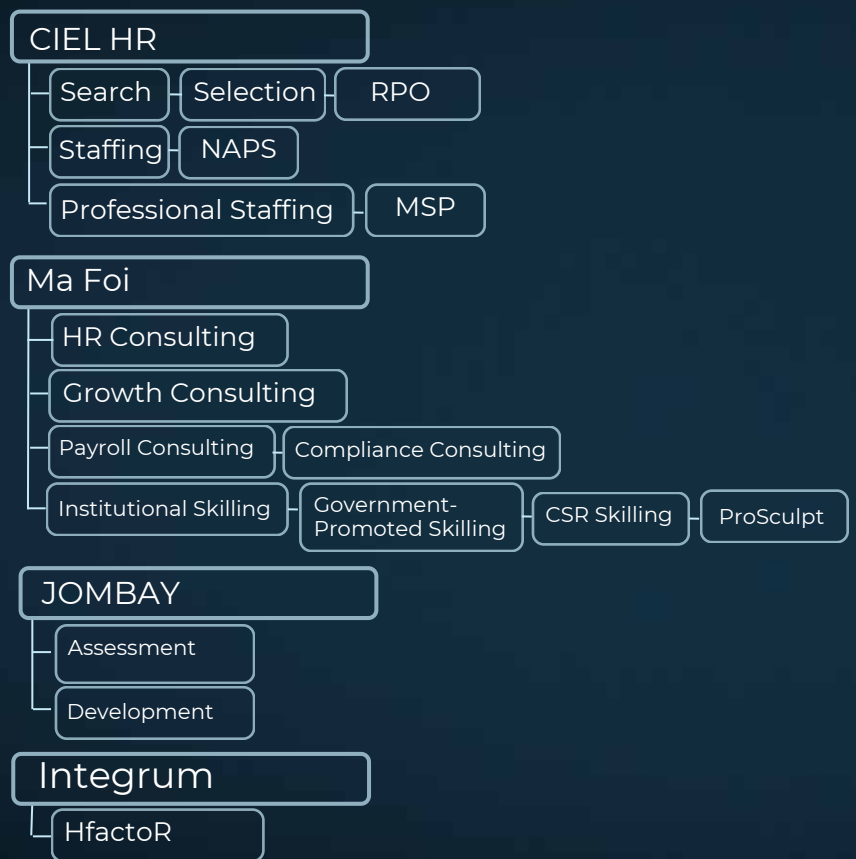 CIEL HR
Search Selection RPO
Staffing NAPS
Professional Staffing MSP
Ma Foi
HR Consulting
Growth Consulting
Payroll Consulting Compliance Consulting
Institutional Skilling
Government-
Promoted Skilling
CSR Skilling
ProSculpt
JOMBAY
Assessment
Development
Integrum
HfactoR